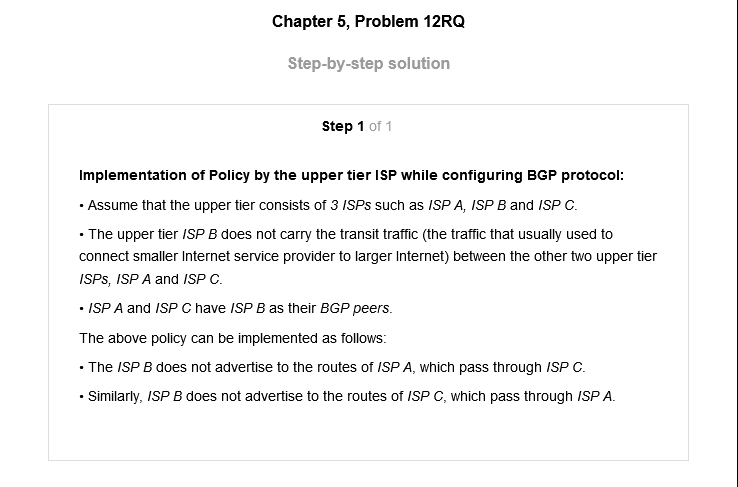 Chapter 5, Problem 12RQ
Step-by-step solution
Step 1 of 1
Implementation of Policy by the upper tier ISP while configuring BGP protocol:
• Assume that the upper tier consists of 3 ISPs such as ISP A, ISP B and ISP C.
• The upper tier ISP B does not carry the transit traffic (the traffic that usually used to
connect smaller Internet service provider to larger Internet) between the other two upper tier
ISPs, ISP A and ISP C.
• ISP A and ISP C have ISP B as their BGP peers.
The above policy can be implemented as follows:
• The ISP B does not advertise to the routes of ISP A, which pass through ISP C.
• Similarly, ISP B does not advertise to the routes of ISP C, which pass through ISP A.